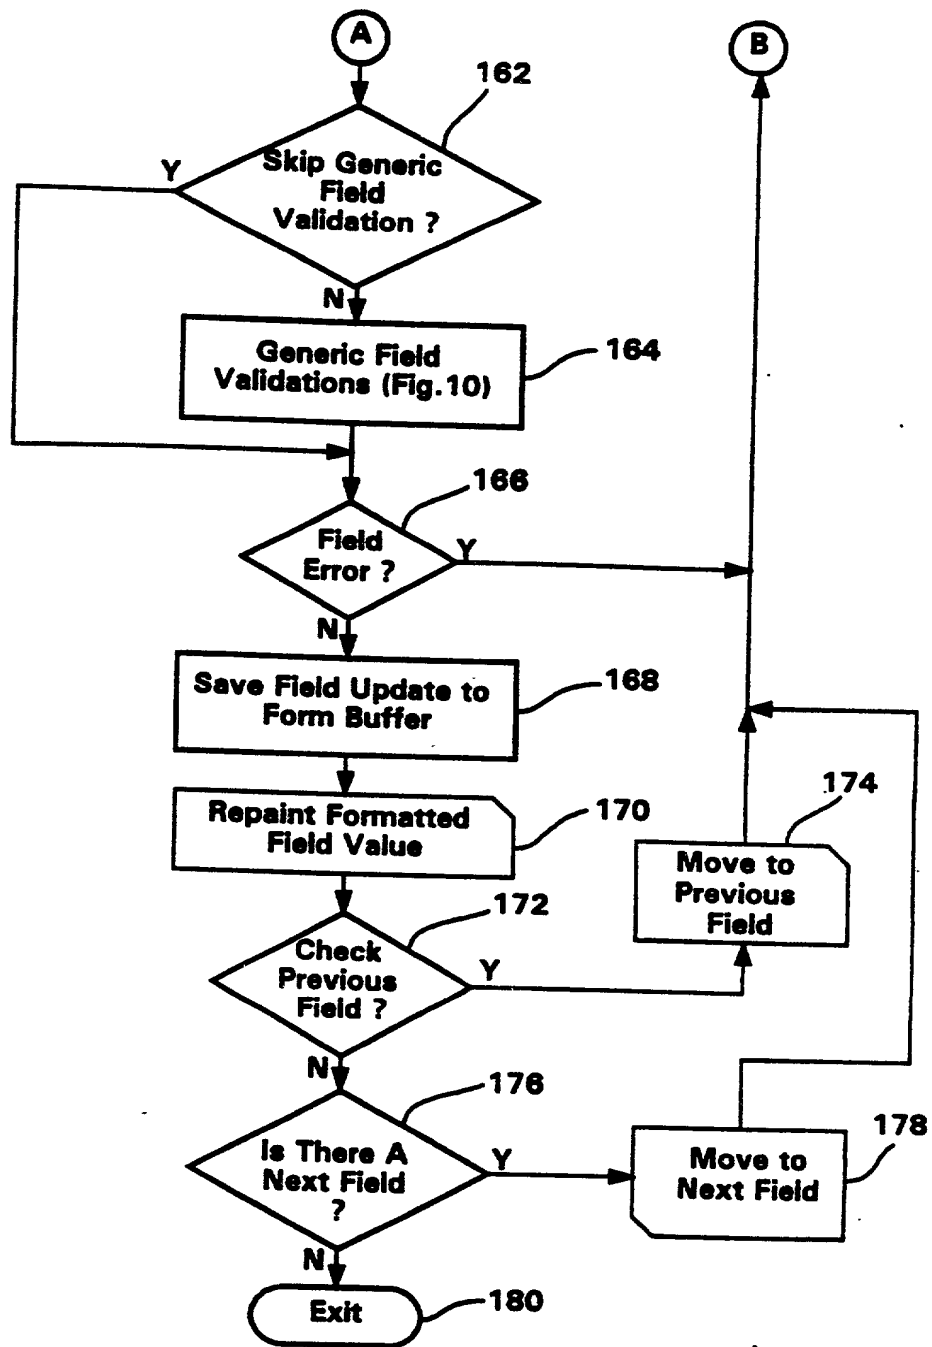 A
B
162
Y
Skip Generic
Field
Validation ?
N
Generic Field
Validations (Fig.10)
164
166
Field
Error ?
Y
N
Save Field Update to
Form Buffer
168
Repaint Formatted
Field Value
170
174
Move to
Previous
Field
172
Check
Previous
Field ?
Y
N
176
Is There A
Next Field
?
Y
178
Move to
Next Field
N
Exit
180